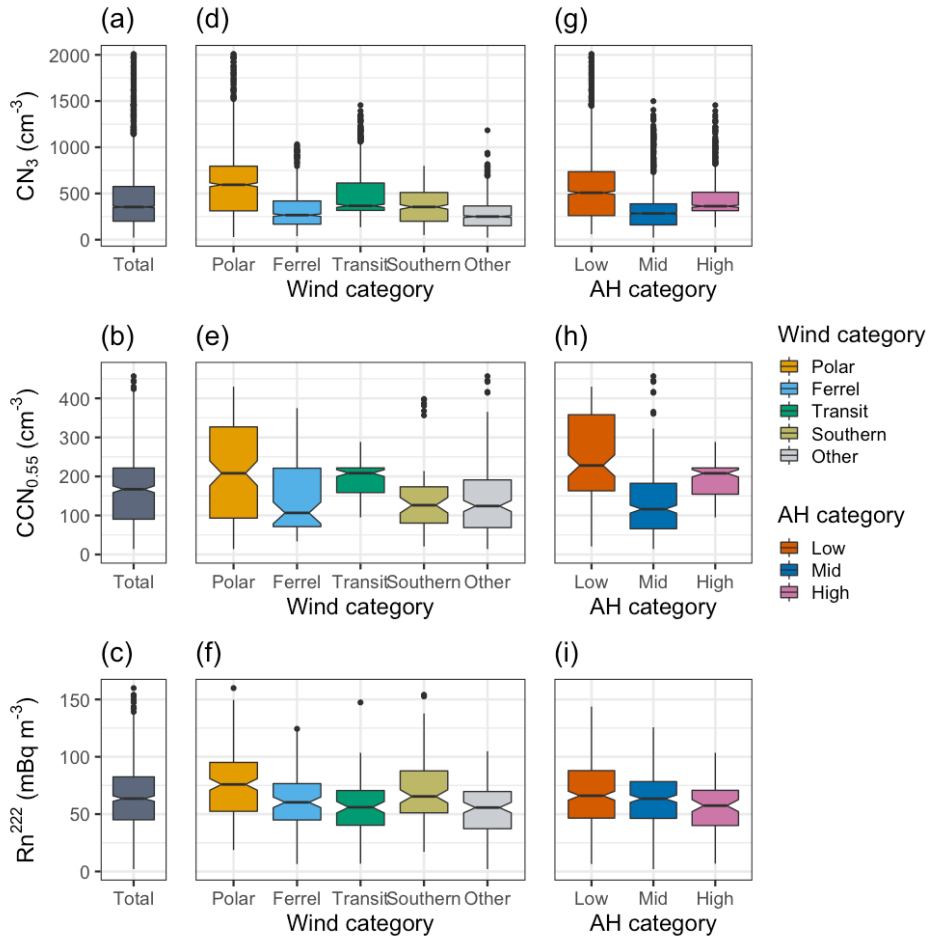 (a)
(d)
(g)
CN₃ (cm⁻³)
2000
1500
1000
500
0
Total
Polar
Ferrel
Transit
Southern
Other
Wind category
Low
Mid
High
AH category
(b)
(e)
(h)
CCN₀.₅₅ (cm⁻³)
400
300
200
100
0
Total
Polar
Ferrel
Transit
Southern
Other
Wind category
Low
Mid
High
AH category
Wind category
Polar
Ferrel
Transit
Southern
Other
AH category
Low
Mid
High
(c)
(f)
(i)
Rn²²² (mBq m⁻³)
150
100
50
0
Total
Polar
Ferrel
Transit
Southern
Other
Wind category
Low
Mid
High
AH category